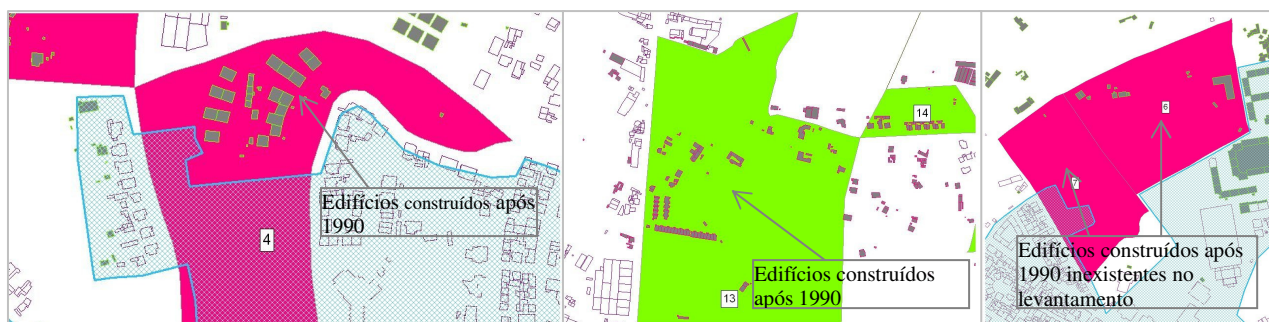 Edifícios construídos após
1990
4
14
Edifícios construídos
após 1990
13
6
7
Edifícios construídos após
1990 inexistentes no
levantamento